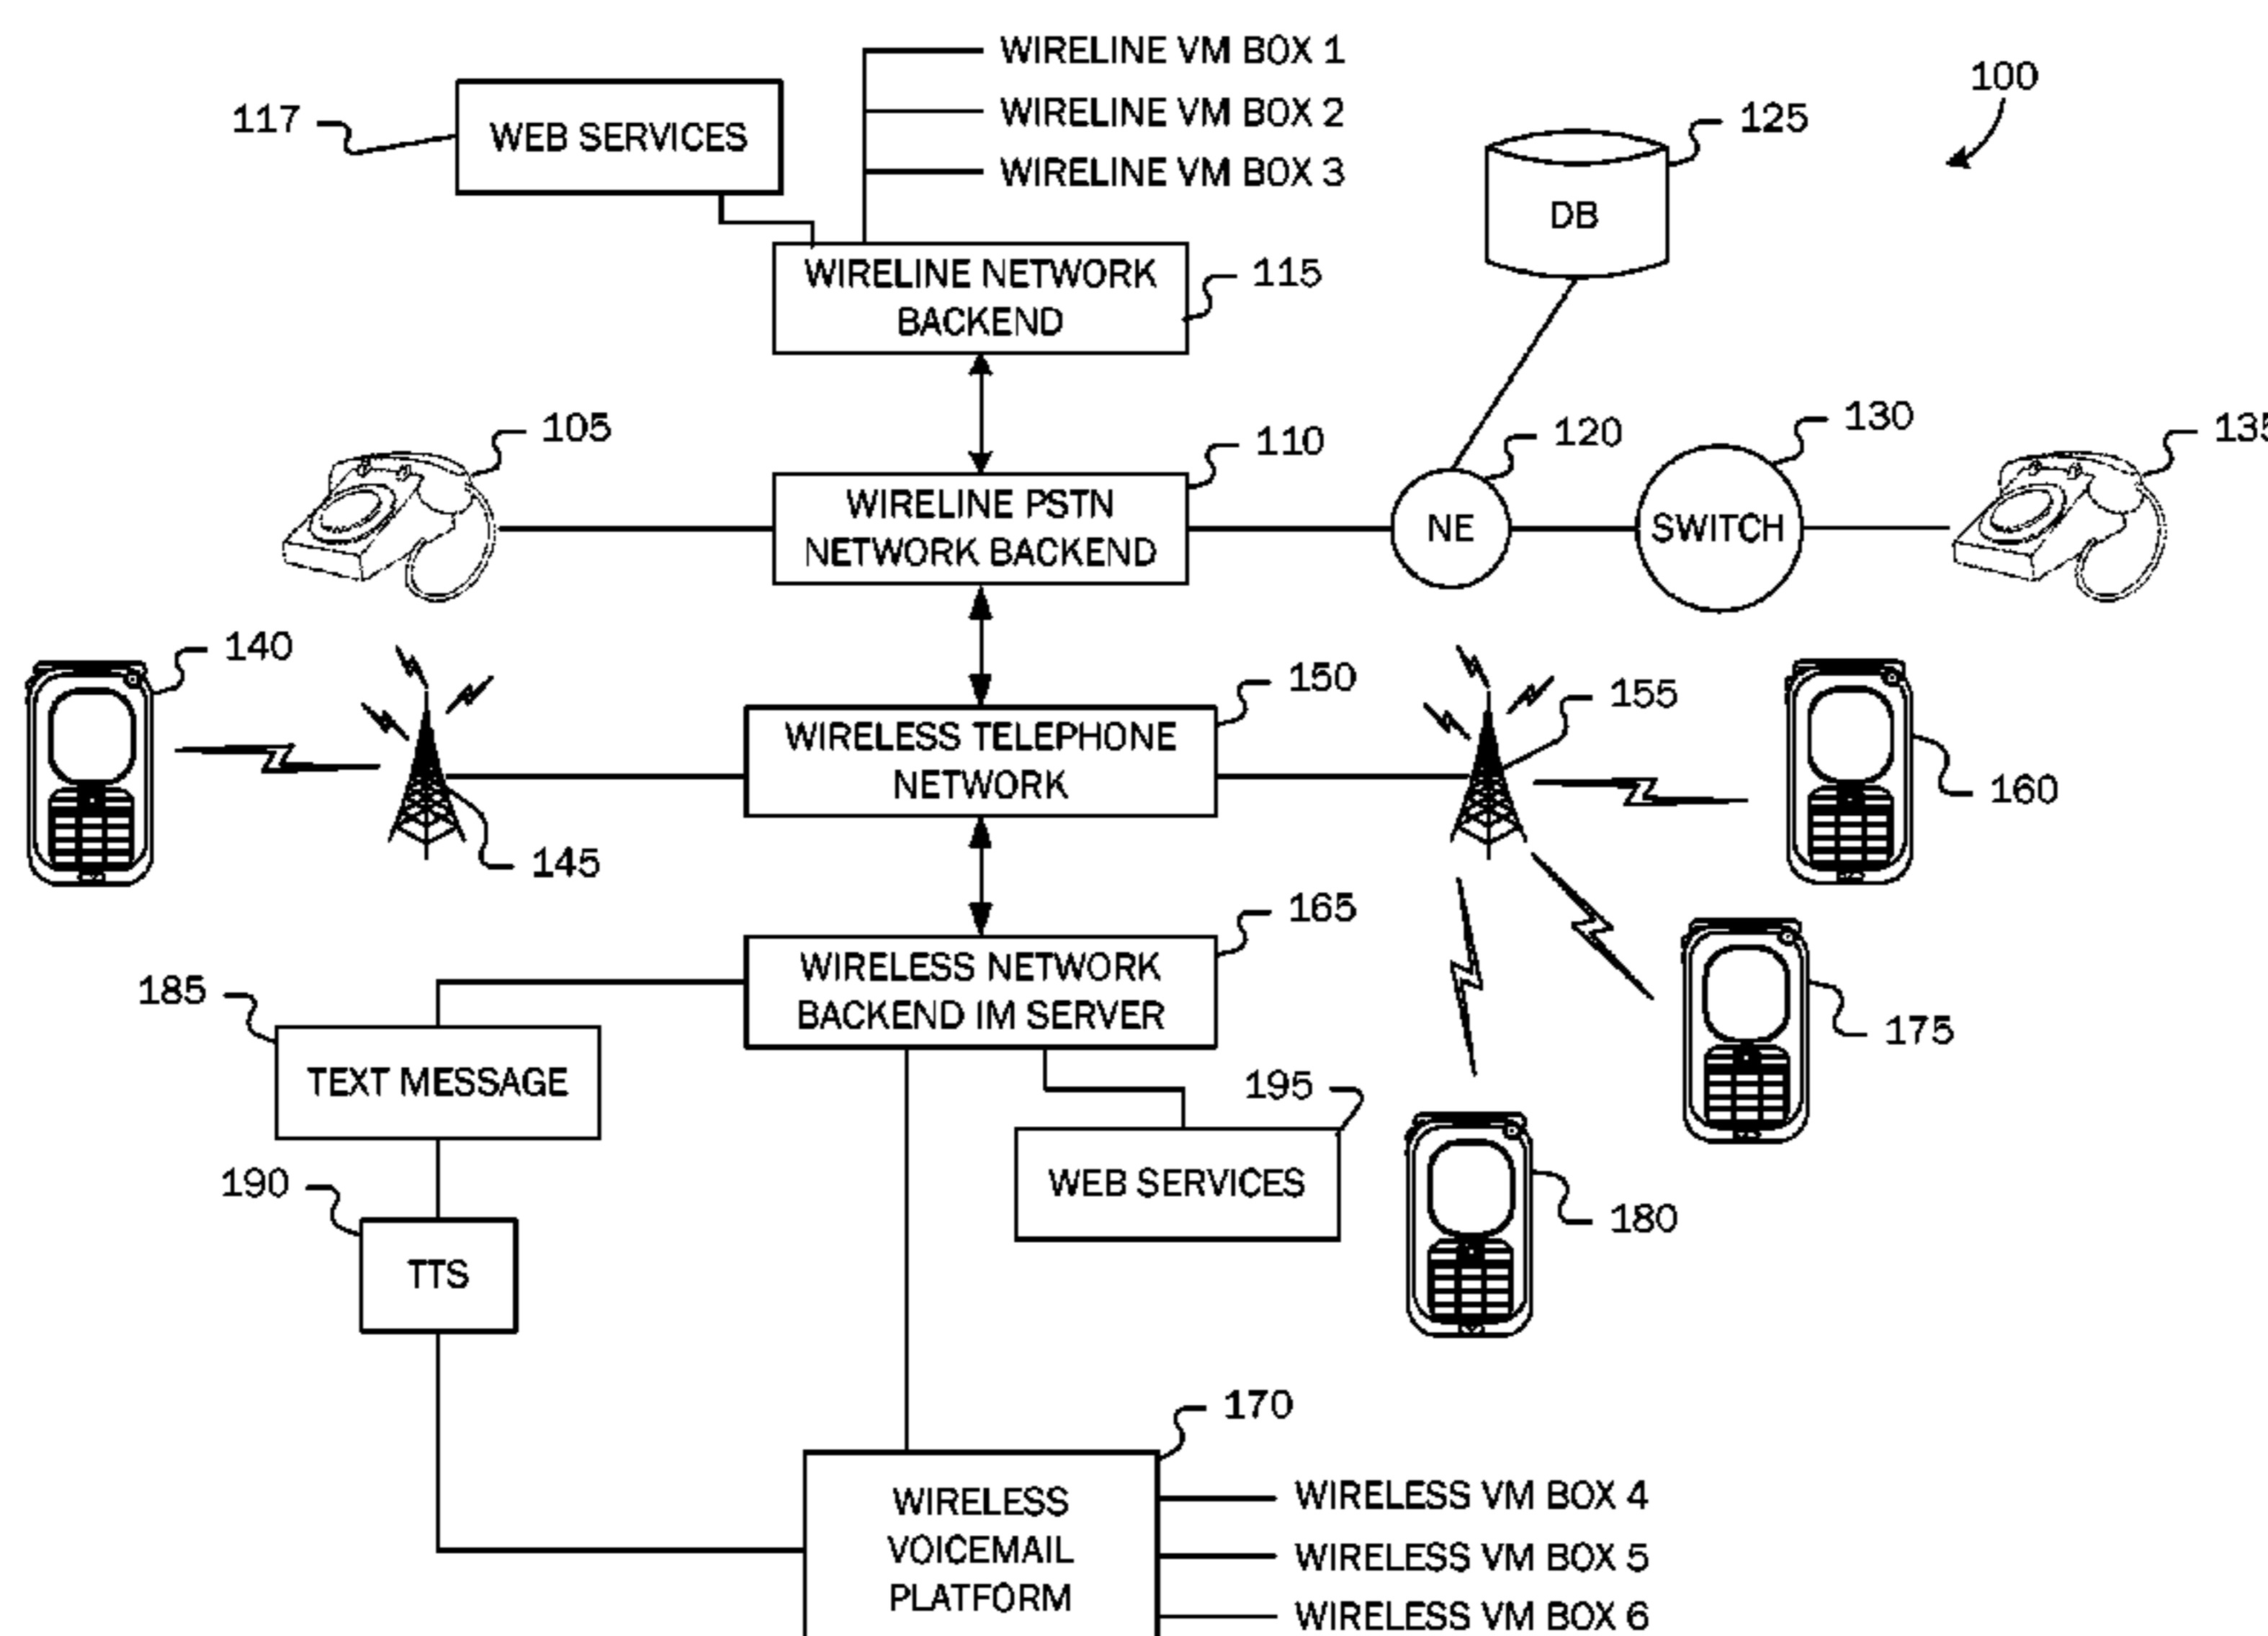 WIRELINE VM BOX 1
100
117
WEB SERVICES
WIRELINE VM BOX 2
125
WIRELINE VM BOX 3
DB
WIRELINE NETWORK
BACKEND
115
105
110
120
130
135
WIRELINE PSTN
NETWORK BACKEND
NE
SWITCH
140
150
155
WIRELESS TELEPHONE
NETWORK
160
145
165
WIRELESS NETWORK
BACKEND IM SERVER
185
175
TEXT MESSAGE
195
WEB SERVICES
190
180
TTS
170
WIRELESS
VOICEMAIL
PLATFORM
WIRELESS VM BOX 4
WIRELESS VM BOX 5
WIRELESS VM BOX 6